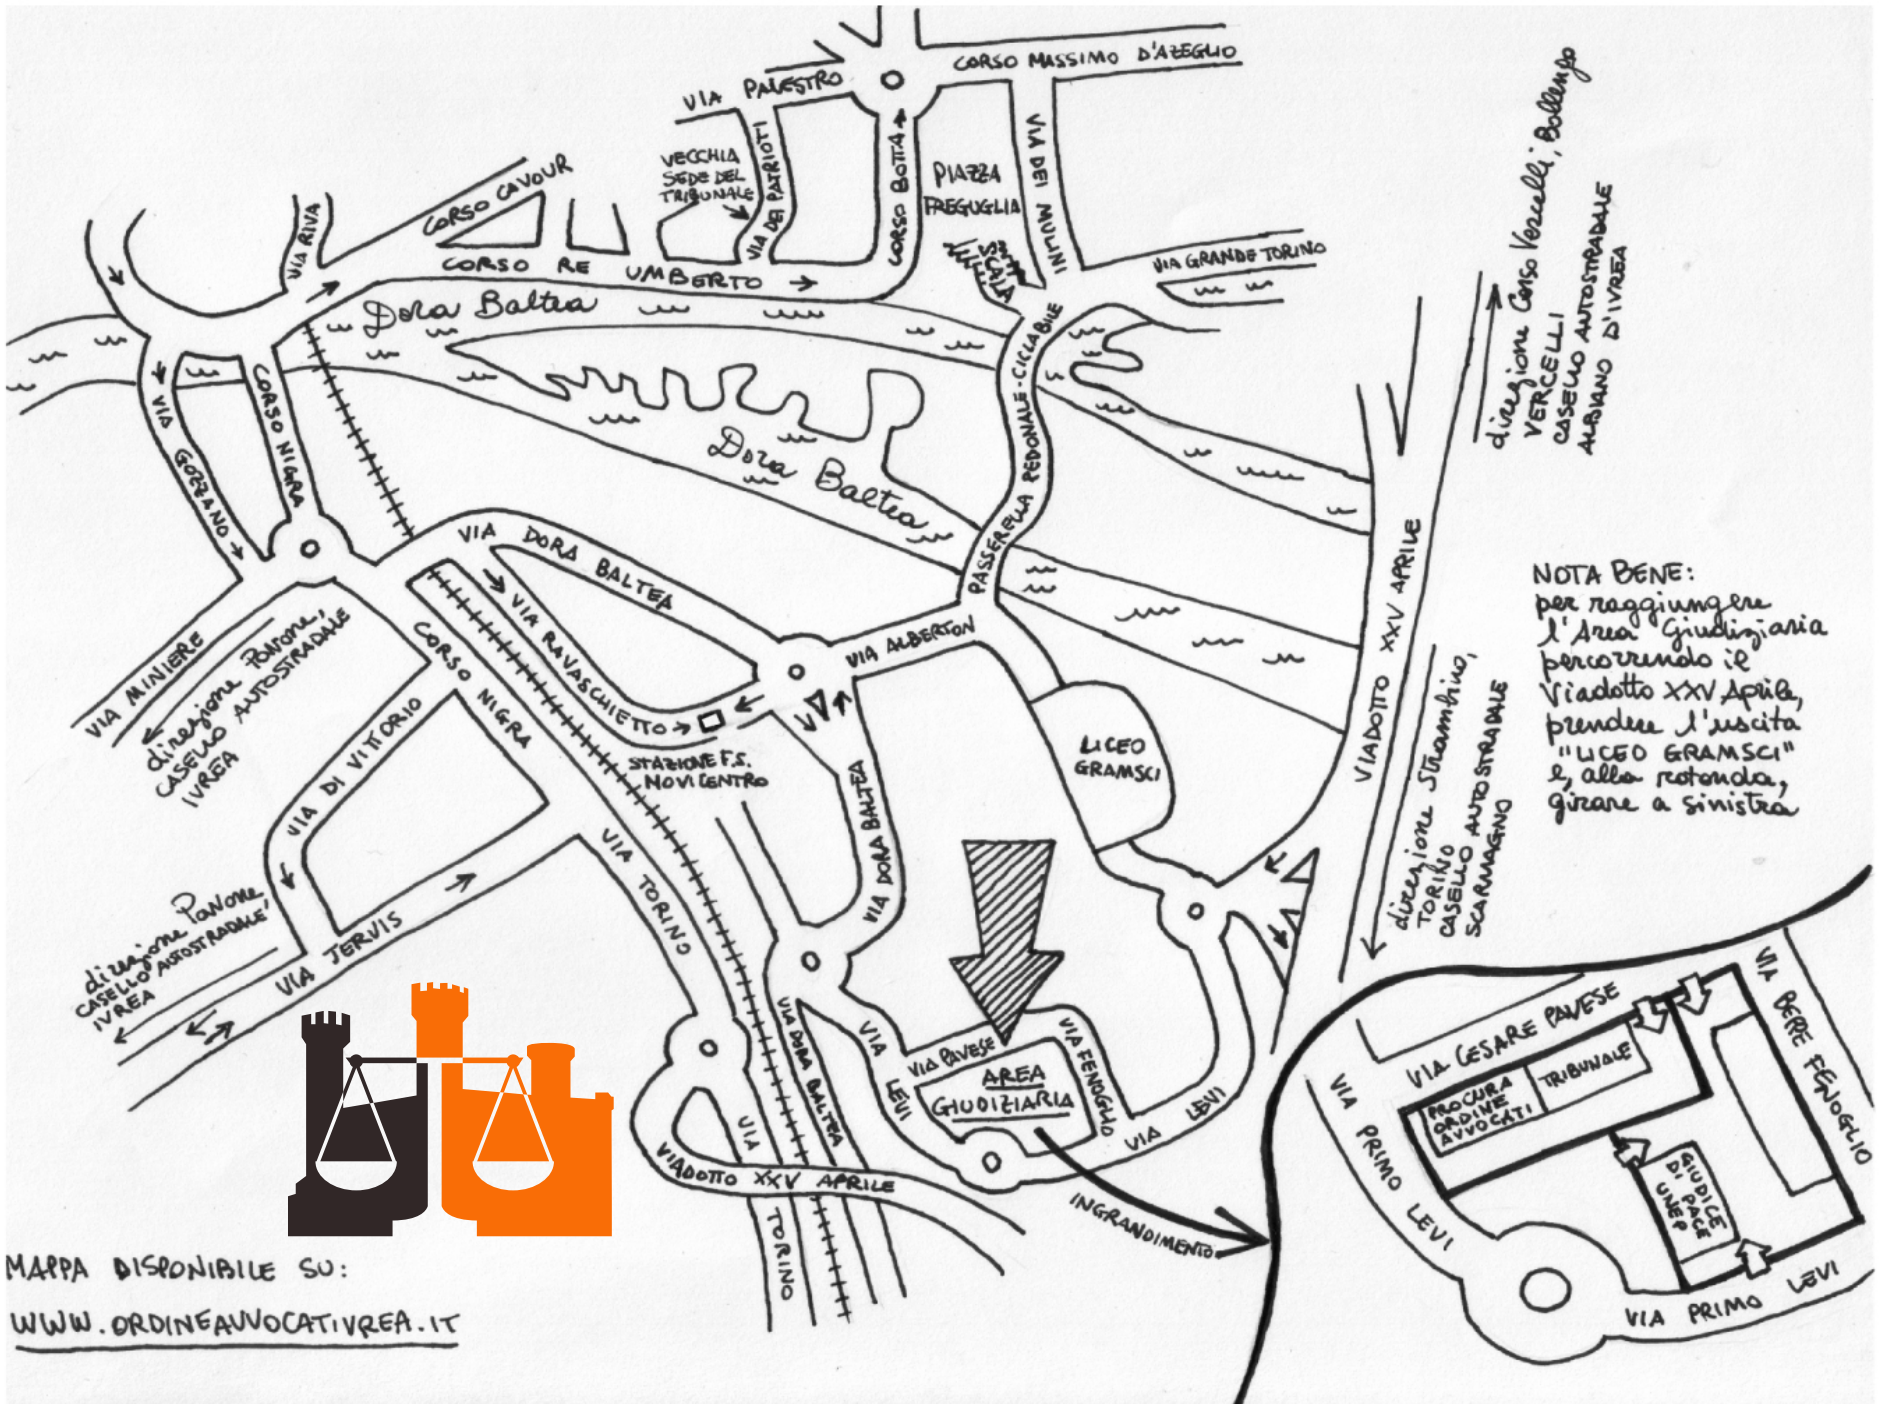 CORSO MASSIMO D'AZEGLIO
VIA PALESTRO
VIA DEI PATRIOTI
VECCHIA
SEDE DEL
TRIBUNALE
CORSO BOTTA
PIAZZA
FREGUGLIA
VIA DEI MULINI
SCALA
VIA GRANDE TORINO
CORSO CAVOUR
VIA RIVA
CORSO RE UMBERTO
Dora Baltea
PASSERELLA PEDONALE-CICLABILE
VIA GOZZANO
CORSO NIGRA
Dora Baltea
VIA DORA BALTEA
VIA RAVASCHIETTO
VIA ALBERTON
VIA MINIERE
direzione Pavone,
CASELLO AUTOSTRADALE
IVREA
CORSO NIGRA
VIA DI VITTORIO
STAZIONE F.S.
MOVICENTRO
VIA DORA BALTEA
LICEO
GRAMSCI
VIADOTTO XXV APRILE
direzione Corso Vercelli, Bollengo
VERCELLI
CASELLO AUTOSTRADALE
ALBIANO D'IVREA
direzione Strambino,
TORINO
CASELLO AUTOSTRADALE
SCARMAGNO
NOTA BENE:
per raggiungere
l'Area Giudiziaria
percorrendo il
Viadotto XXV Aprile,
prendere l'uscita
"LICEO GRAMSCI"
e, alla rotonda,
girare a sinistra
direzione Pavone,
CASELLO AUTOSTRADALE,
IVREA
VIA JERVIS
VIA TORINO
VIA DORA BALTEA
VIA LEVI
VIA PAVESE
VIA FENOGLIO
AREA
GIUDIZIARIA
VIA LEVI
VIADOTTO XXV APRILE
VIA TORINO
INGRANDIMENTO
VIA CESARE PAVESE
VIA BEPPE FENOGLIO
PROCURA
ORDINE
AVVOCATI
TRIBUNALE
GIUDICE
DI PACE
UNEP
VIA PRIMO LEVI
VIA PRIMO LEVI
MAPPA DISPONIBILE SU:
WWW.ORDINEAVVOCATIVREA.IT